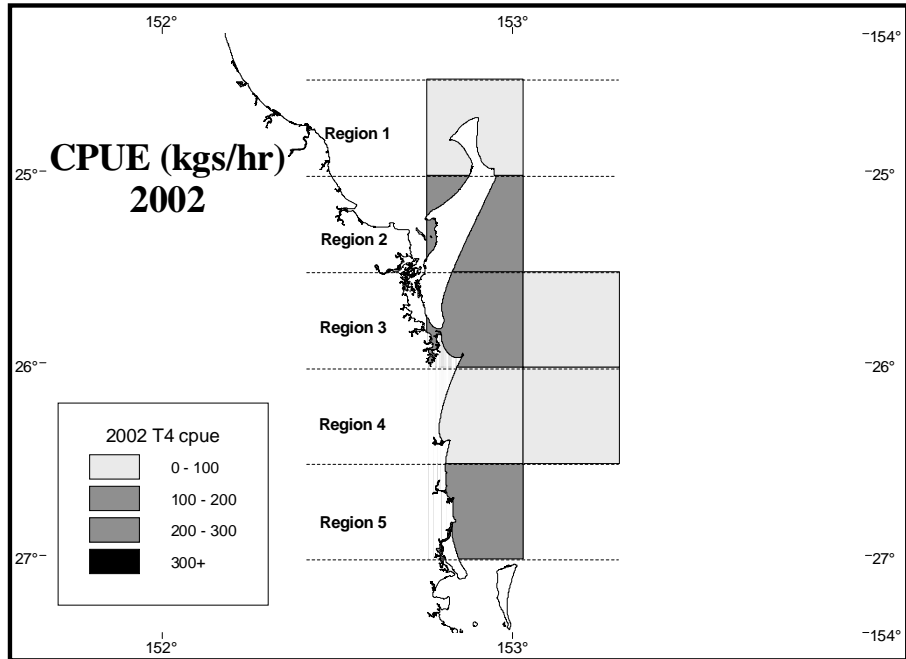 152° 153° 154°
Region 1
CPUE (kgs/hr)
2002
25° 25°
Region 2
Region 3
26° 26°
Region 4
2002 T4 cpue
0 - 100
100 - 200
200 - 300
300+
Region 5
27° 27°
152° 153° 154°